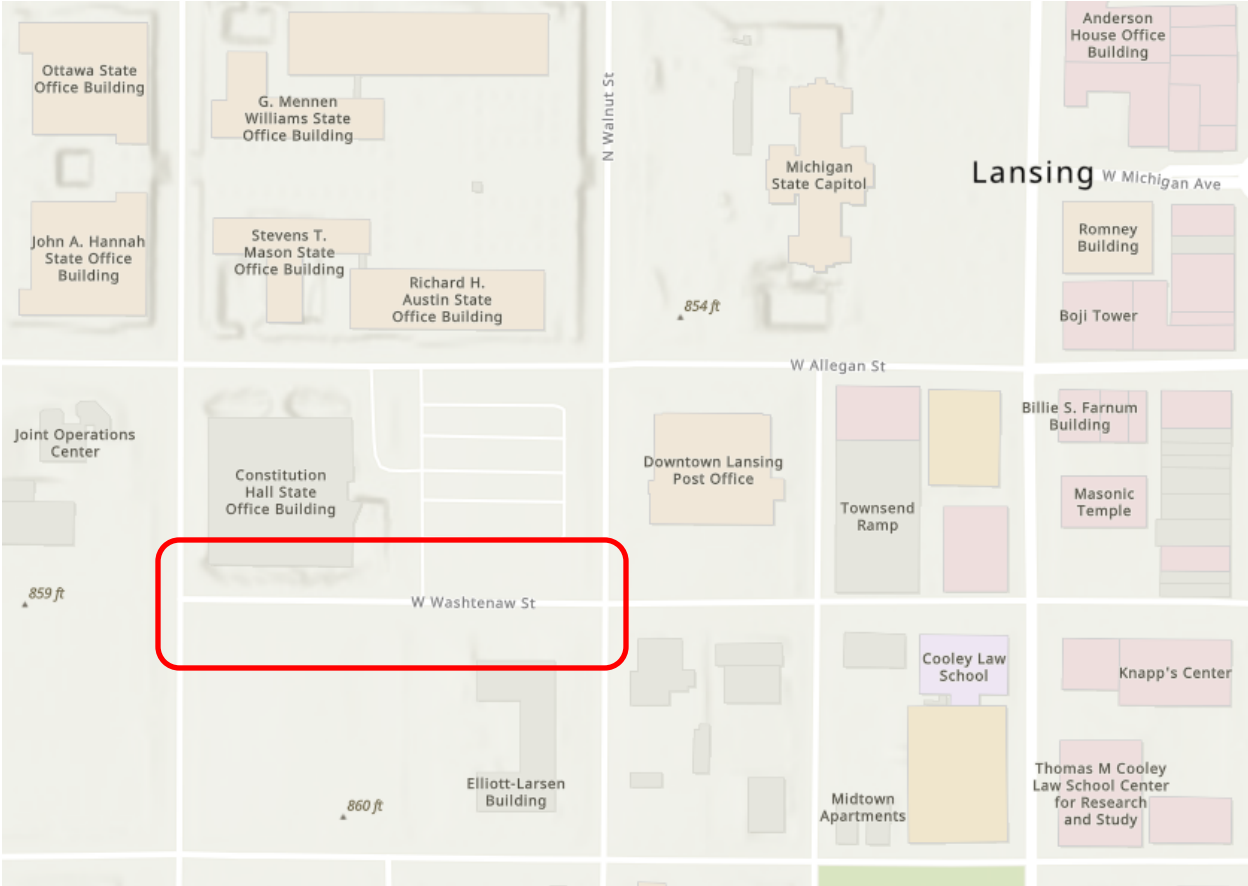 Anderson
House Office
Building
Ottawa State
Office Building
G. Mennen
Williams State
Office Building
N Walnut St
Michigan
State Capitol
Lansing
W Michigan Ave
John A. Hannah
State Office
Building
Stevens T.
Mason State
Office Building
Romney
Building
Richard H.
Austin State
Office Building
854 ft
Boji Tower
W Allegan St
Joint Operations
Center
Constitution
Hall State
Office Building
Downtown Lansing
Post Office
Townsend
Ramp
Billie S. Farnum
Building
Masonic
Temple
859 ft
W Washtenaw St
Cooley Law
School
Knapp's Center
Elliott-Larsen
Building
860 ft
Midtown
Apartments
Thomas M Cooley
Law School Center
for Research
and Study